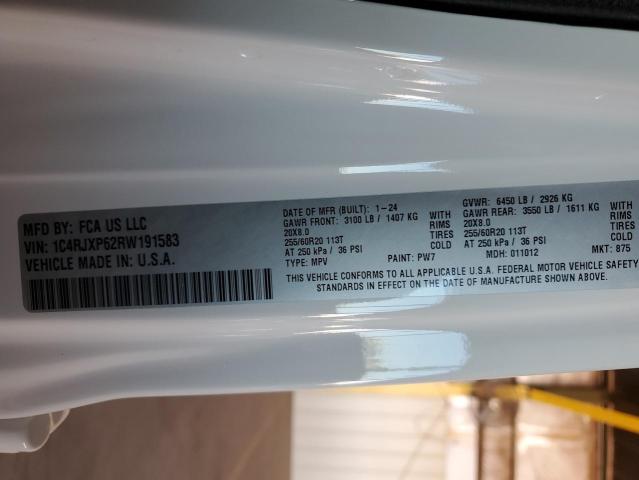 MFD BY: FCA US LLC
VIN: 1C4RJXP62RW191583
VEHICLE MADE IN: U.S.A.
DATE OF MFR (BUILT): 1-24
GAWR FRONT: 3100 LB / 1407 KG WITH
20X8.0 RIMS
255/60R20 113T TIRES
AT 250 kPa / 36 PSI WITH
TYPE: MPV PAINT: PW7
GVWR: 6450 LB / 2926 KG
GAWR REAR: 3550 LB / 1611 KG WITH
20X8.0 RIMS
255/60R20 113T TIRES
AT 250 kPa / 36 PSI
MDH: 011012 MKT: 875
THIS VEHICLE CONFORMS TO ALL APPLICABLE U.S.A. FEDERAL MOTOR VEHICLE SAFETY
STANDARDS IN EFFECT ON THE DATE OF MANUFACTURE SHOWN ABOVE.